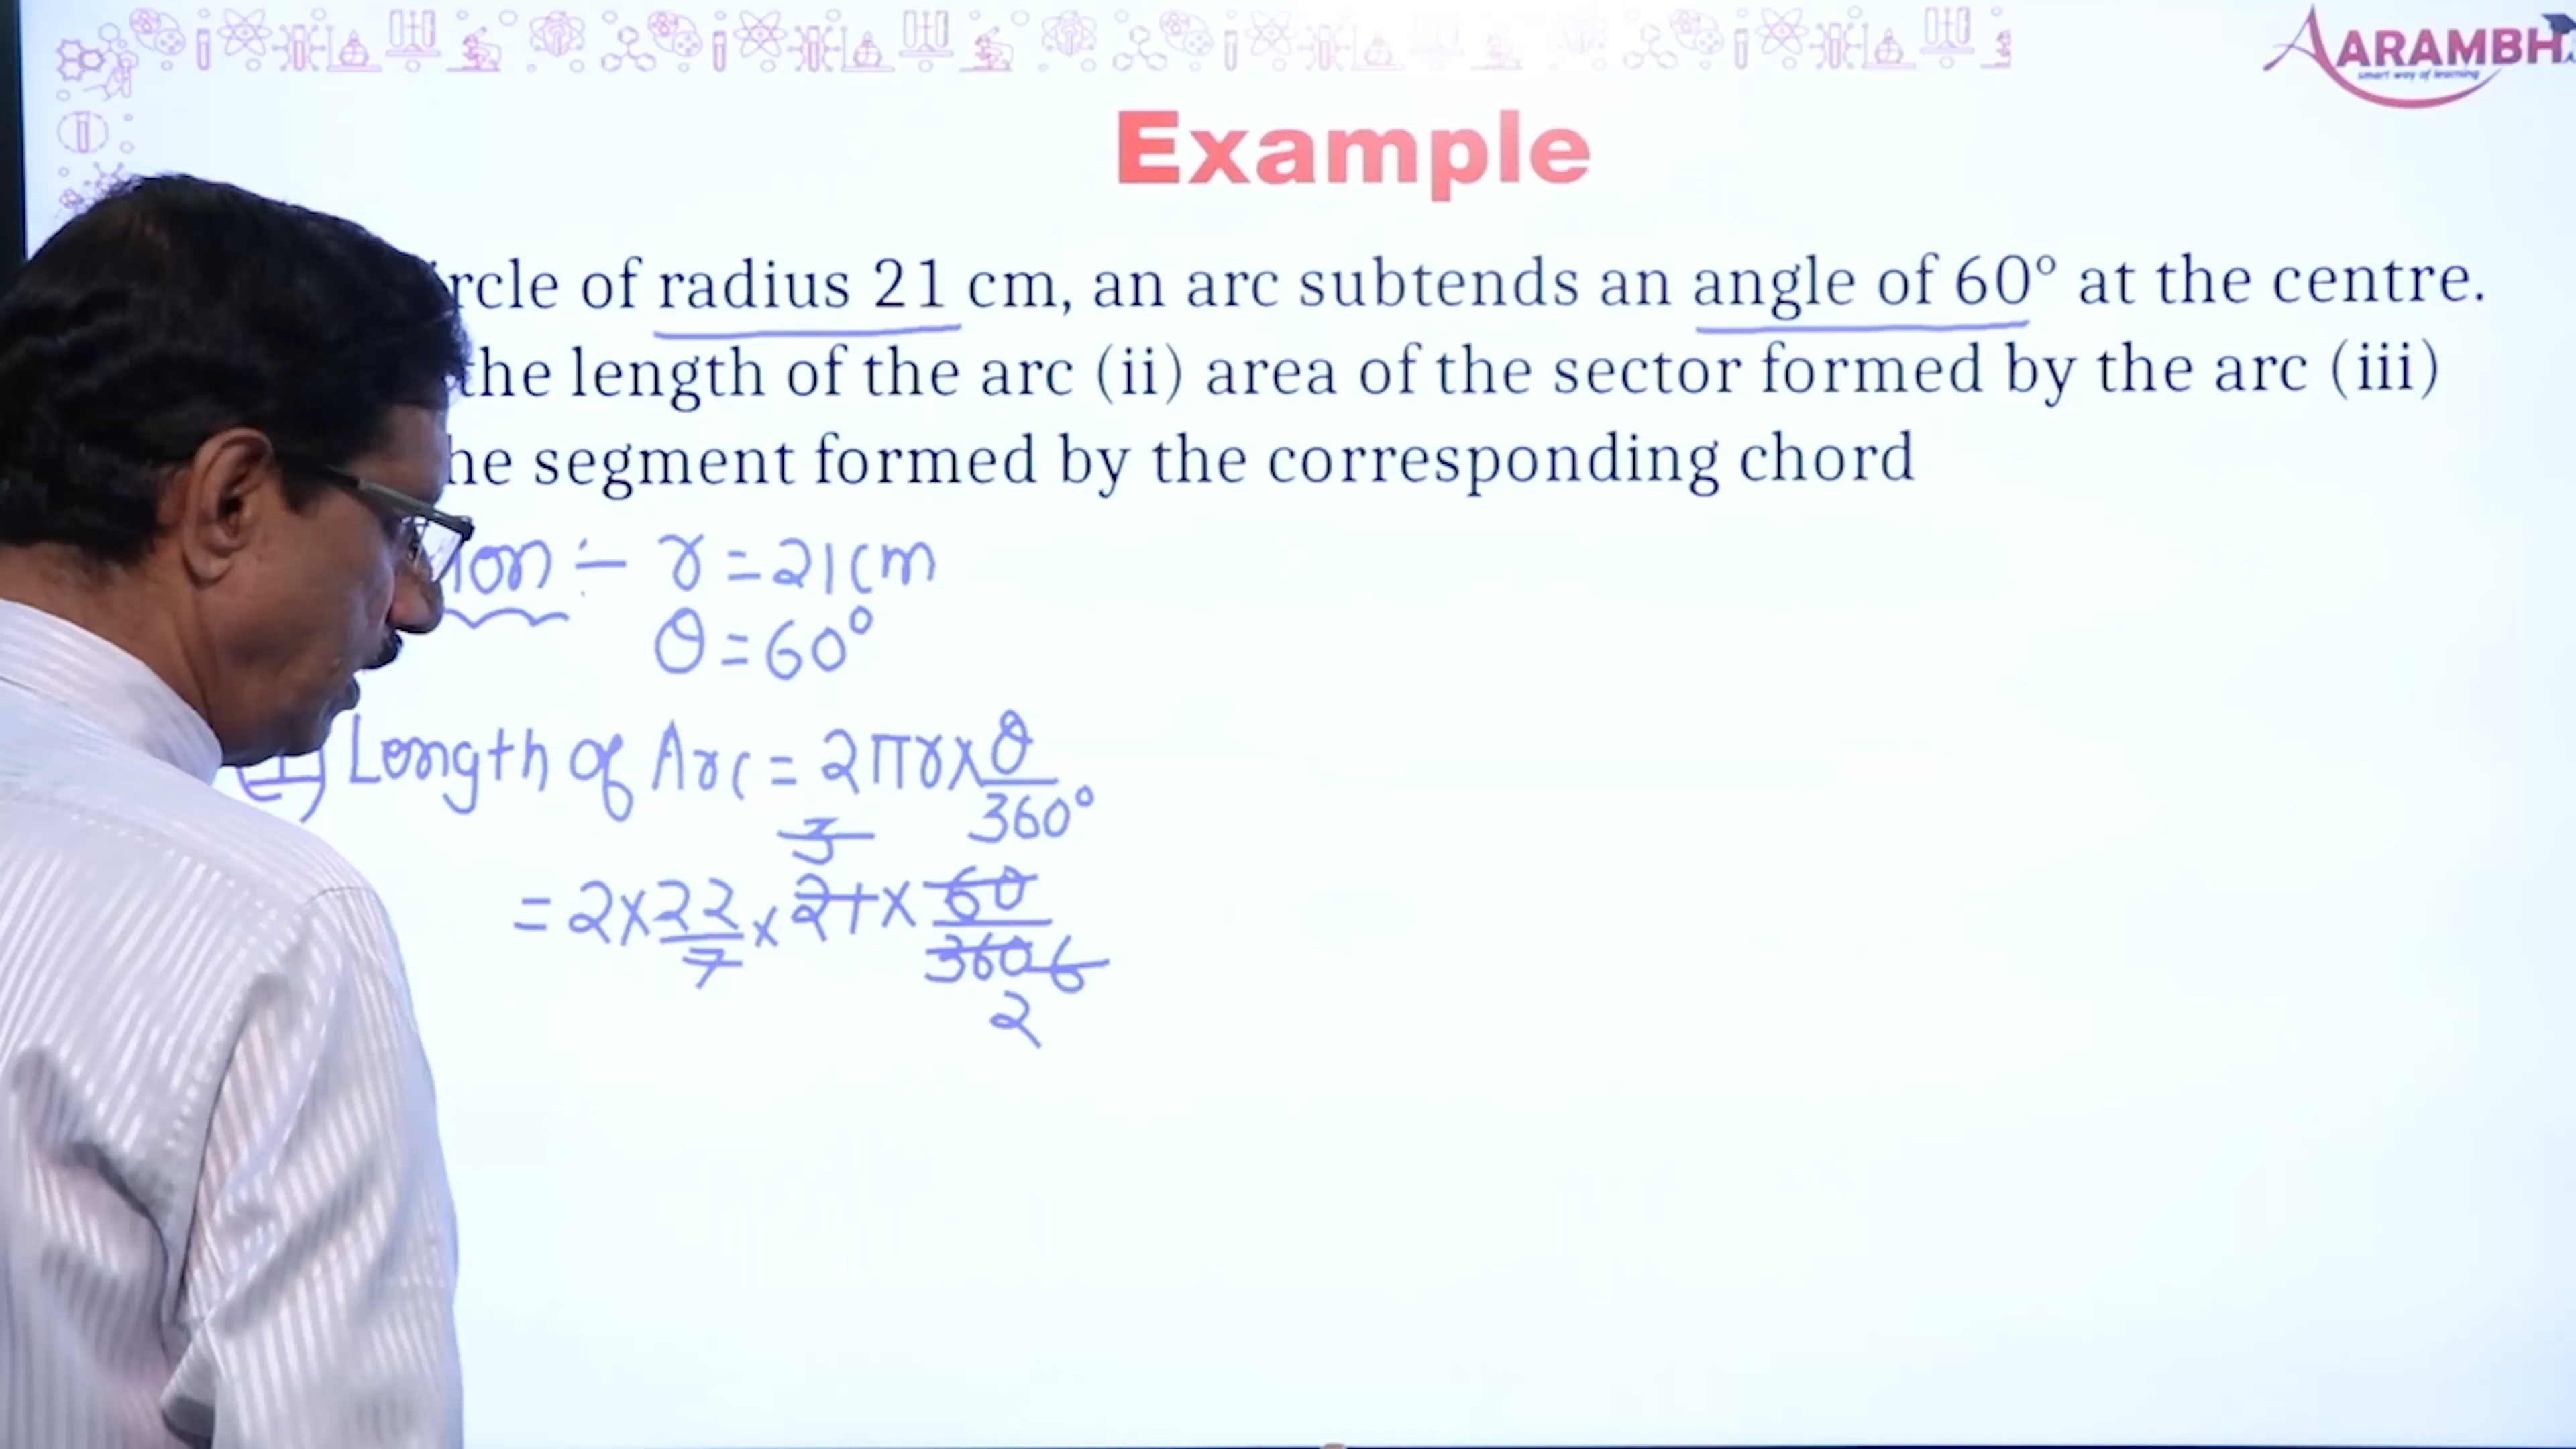 AARAMBH
smart way of learning
Example
rcle of radius 21 cm, an arc subtends an angle of 60° at the centre.
the length of the arc (ii) area of the sector formed by the arc (iii)
he segment formed by the corresponding chord
ion :- r = 21 cm
θ = 60°
Length of Arc = 2πr × θ/360°
3
= 2 × 22/7 × 21 × 60/360 6
2